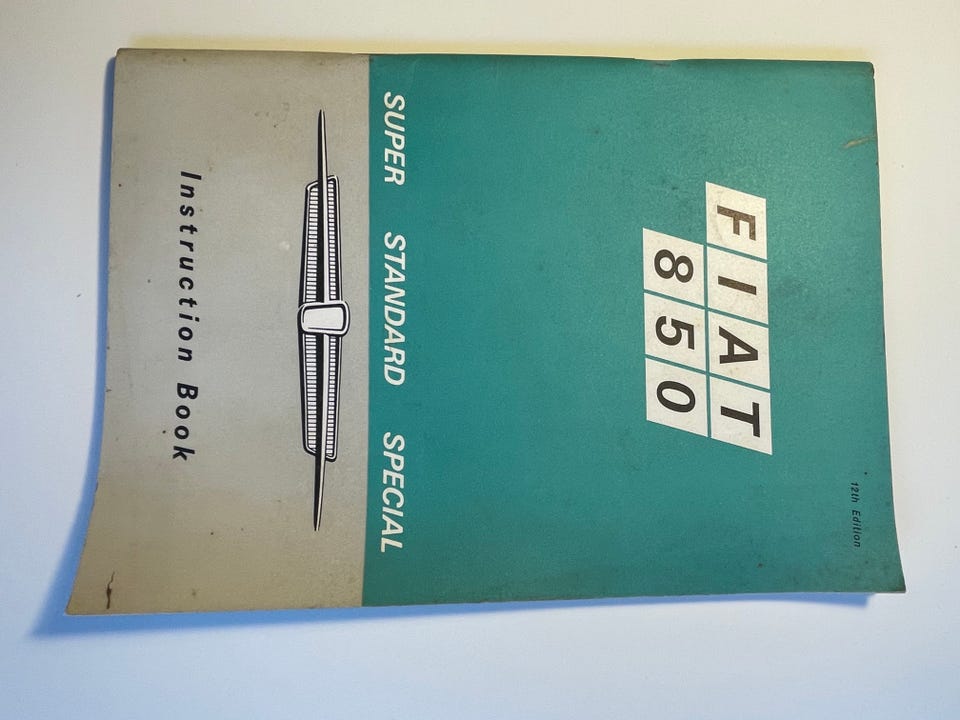 12th Edition
FIAT
850
SUPER STANDARD SPECIAL
Instruction Book